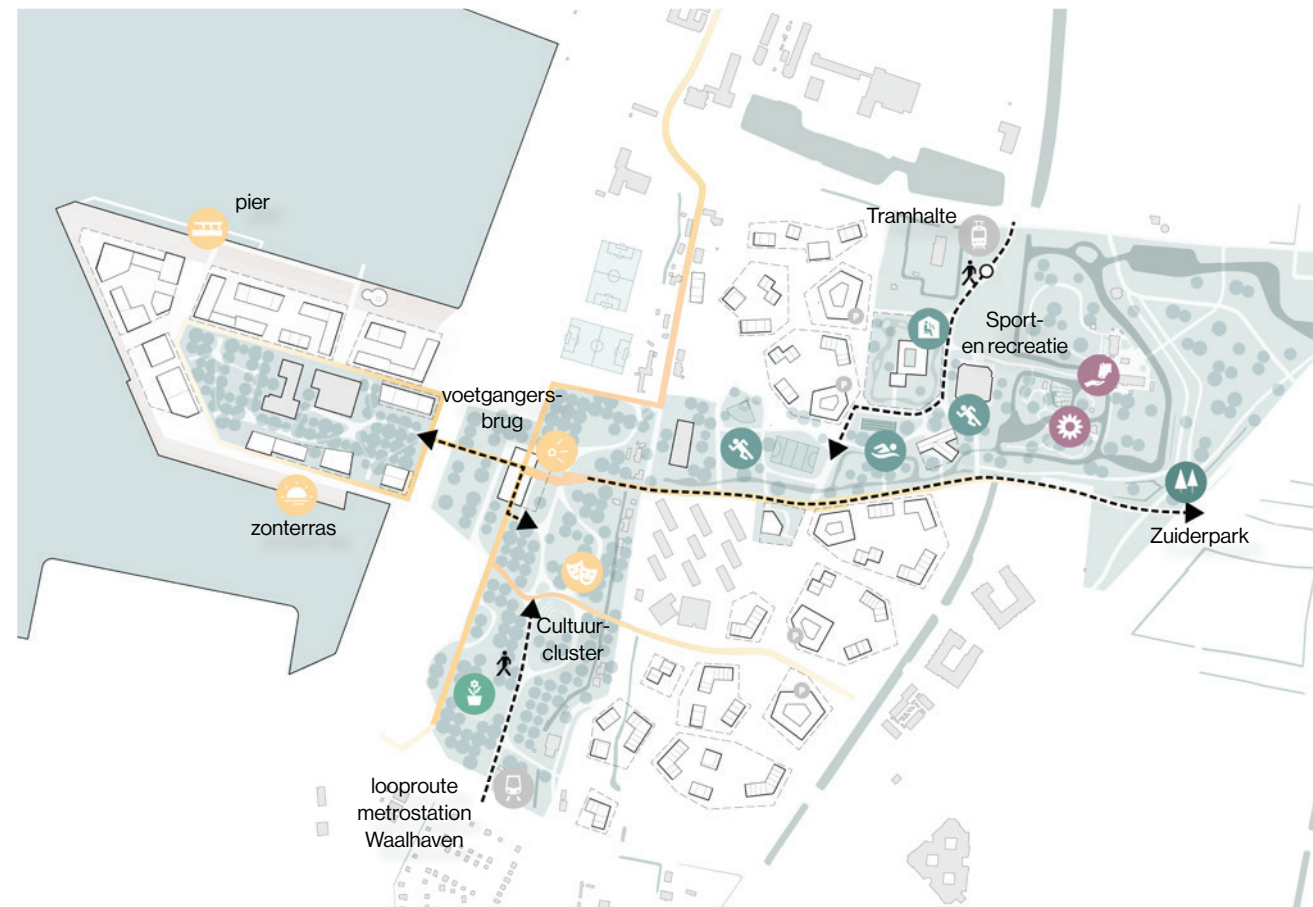 pier
Tramhalte
Sport-
en recreatie
voetgangers-
brug
zonterras
Zuiderpark
Cultuur-
cluster
looproute
metrostation
Waalhaven
P
P
P
P